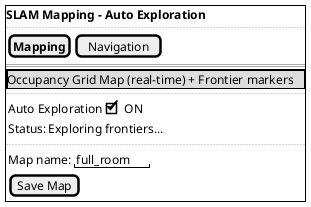 SLAM Mapping - Auto Exploration
Mapping Navigation
Occupancy Grid Map (real-time) + Frontier markers
Auto Exploration ON
Status: Exploring frontiers...
Map name: full_room
Save Map